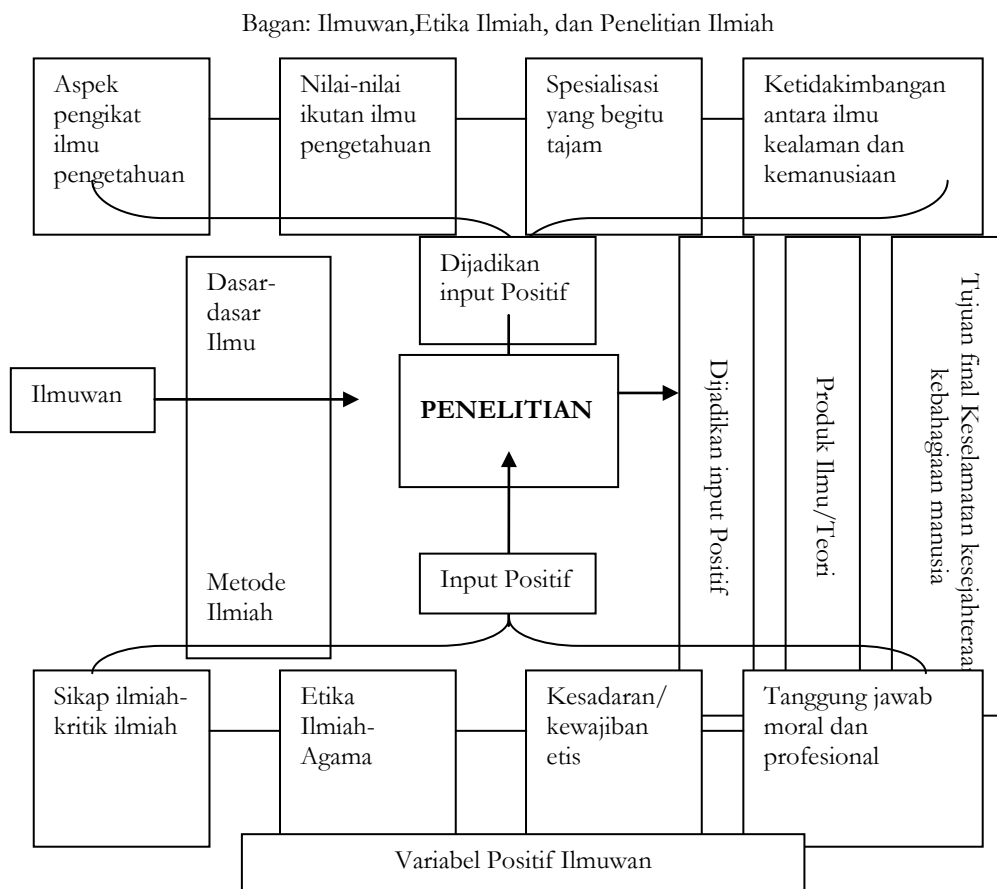 Bagan: Ilmuwan,Etika Ilmiah, dan Penelitian Ilmiah
Aspek
pengikat
ilmu
pengetahuan
Nilai-nilai
ikutan ilmu
pengetahuan
Spesialisasi
yang begitu
tajam
Ketidakimbangan
antara ilmu
kealaman dan
kemanusiaan
Dijadikan
input Positif
Dasar-
dasar
Ilmu
Metode
Ilmiah
Ilmuwan
PENELITIAN
Input Positif
Dijadikan input Positif
Produk Ilmu/Teori
Tujuan final Keselamatan kesejahteraan
kebahagiaan manusia
Sikap ilmiah-
kritik ilmiah
Etika
Ilmiah-
Agama
Kesadaran/
kewajiban
etis
Tanggung jawab
moral dan
profesional
Variabel Positif Ilmuwan